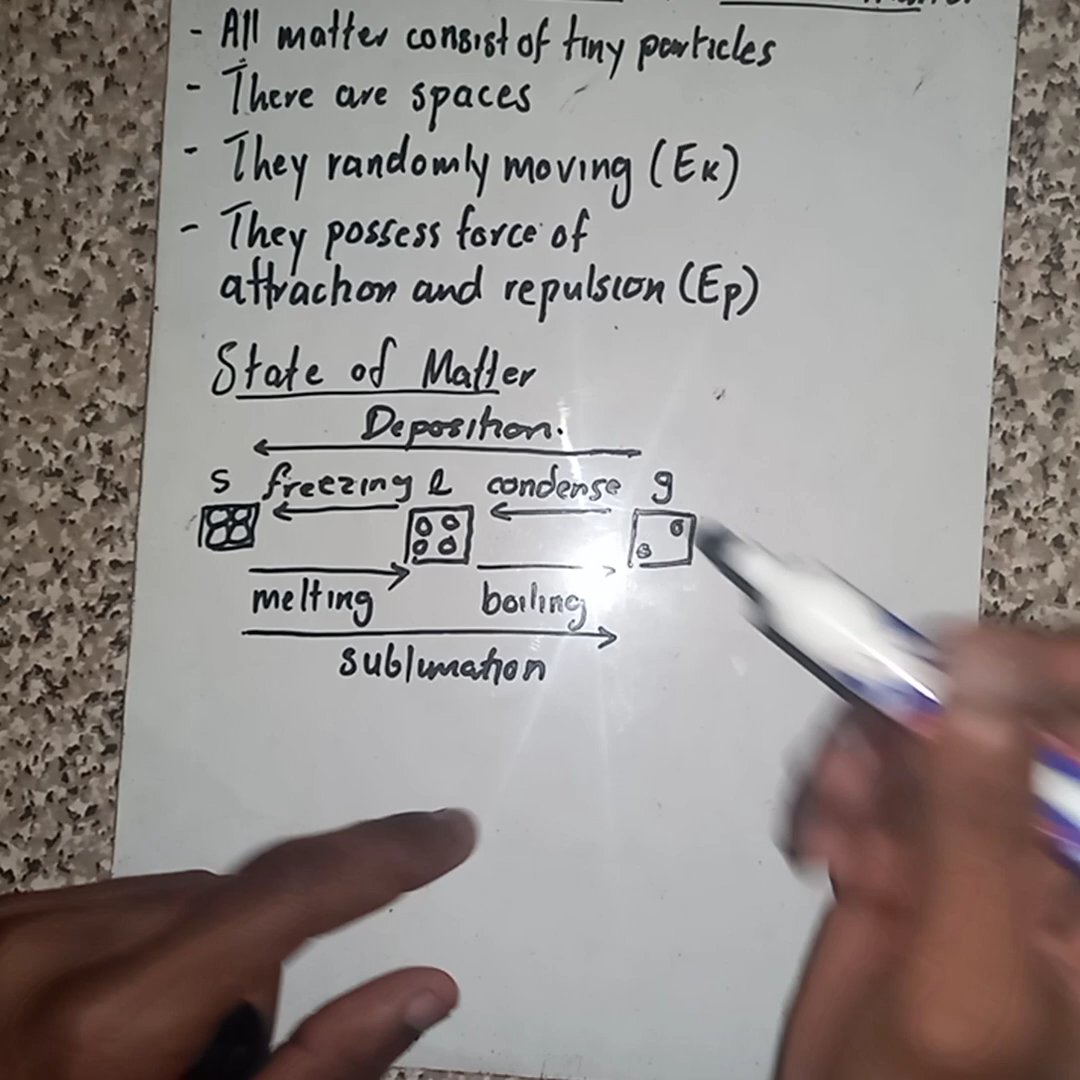 - All matter consist of tiny particles
- There are spaces
- They randomly moving (Ek)
- They possess force of
attraction and repulsion (Ep)
State of Matter
Deposition.
s freezing l condense g
melting boiling
sublimation